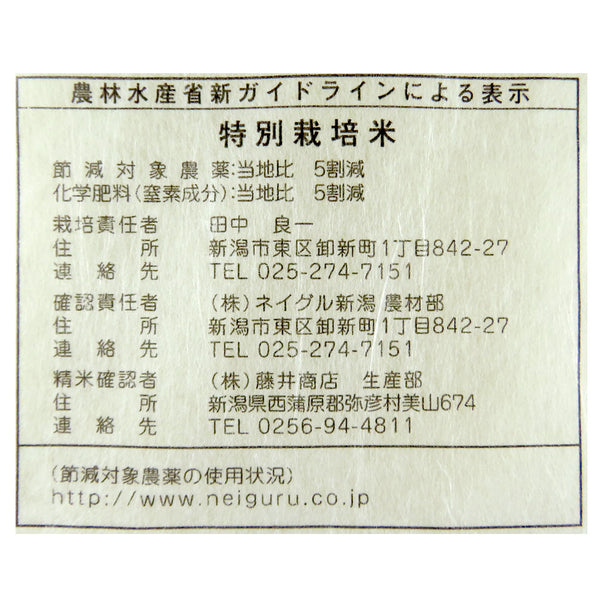 農林水産省新ガイドラインによる表示
特別栽培米
節減対象農薬:当地比 5割減
化学肥料(窒素成分):当地比 5割減
栽培責任者 田中 良一
住所 新潟市東区卸新町1丁目842-27
連絡先 TEL 025-274-7151
確認責任者 (株)ネイグル新潟 農材部
住所 新潟市東区卸新町1丁目842-27
連絡先 TEL 025-274-7151
精米確認者 (株)藤井商店 生産部
住所 新潟県西蒲原郡弥彦村美山674
連絡先 TEL 0256-94-4811
(節減対象農薬の使用状況)
http://www.neiguru.co.jp